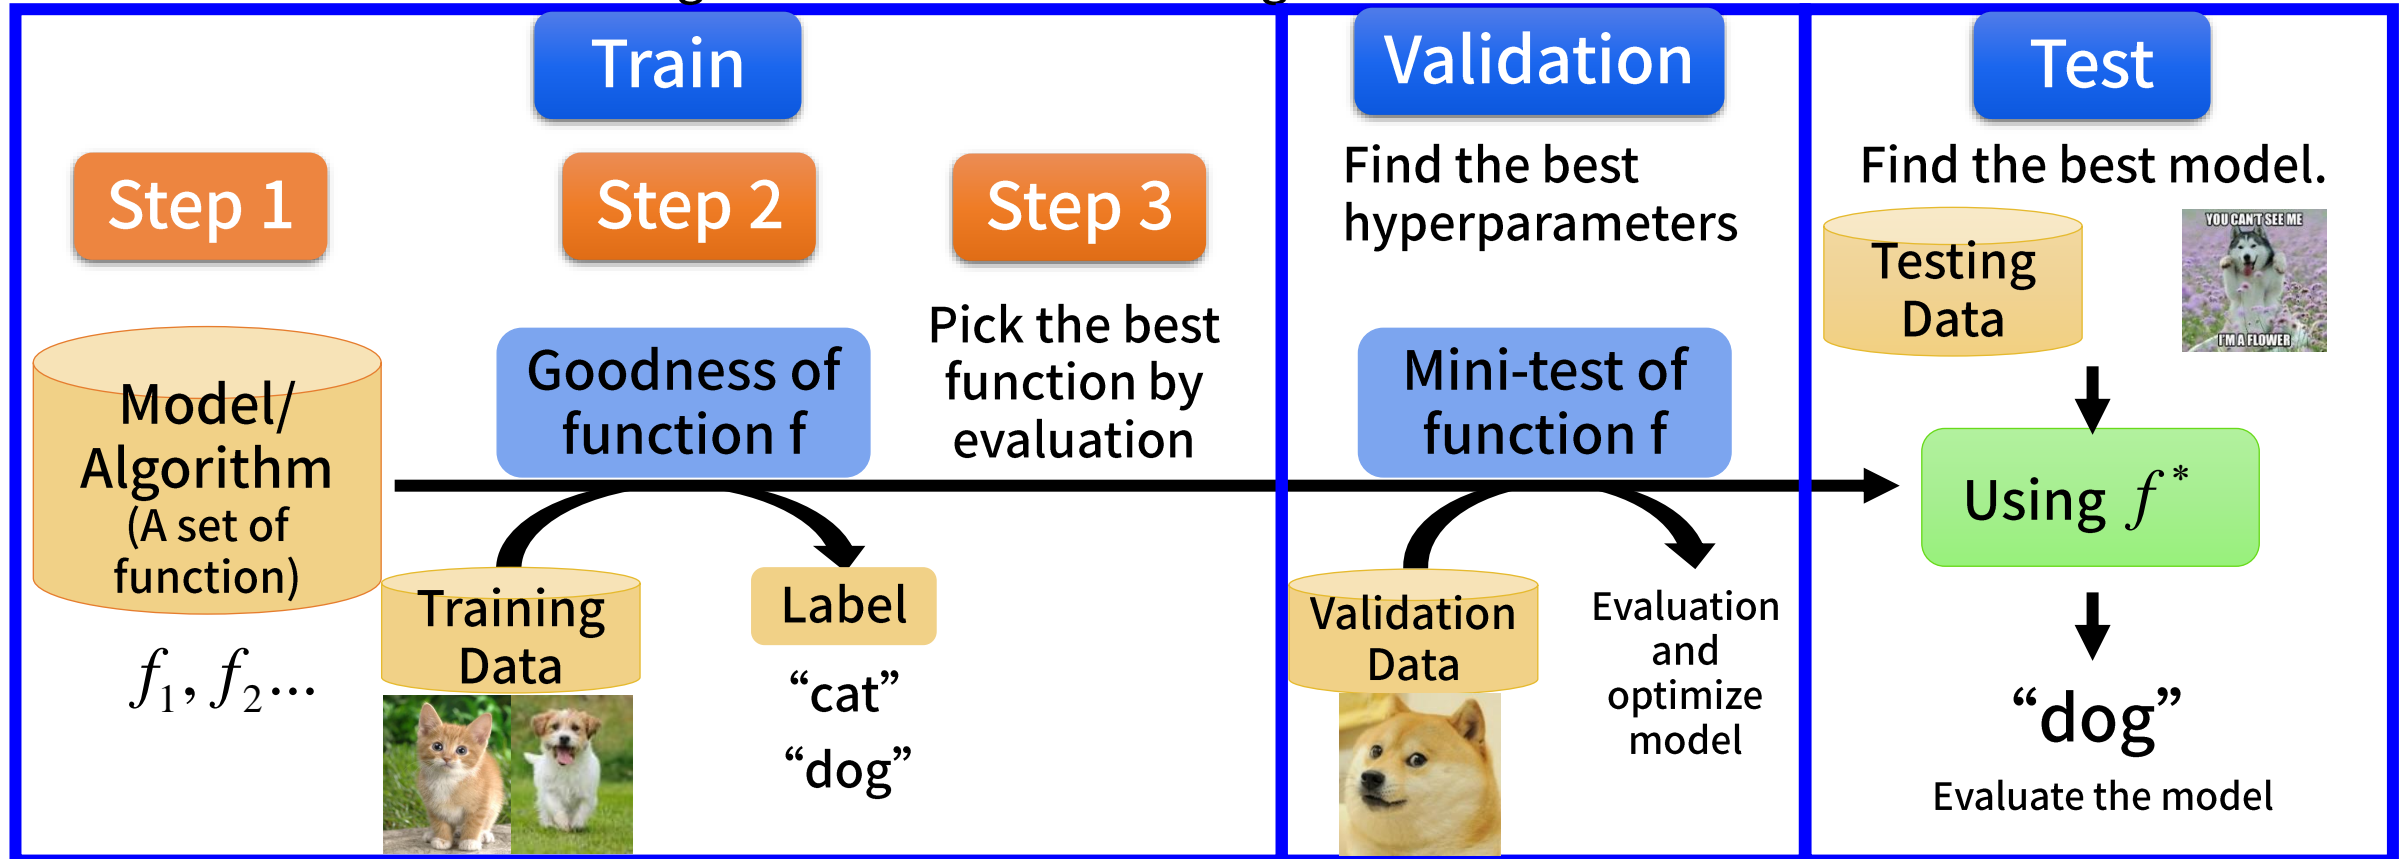 Train
Step 1
Step 2
Step 3
Model/
Algorithm
(A set of
function)
f1, f2...
Goodness of
function f
Pick the best
function by
evaluation
Training
Data
Label
“cat”
“dog”
Validation
Find the best
hyperparameters
Mini-test of
function f
Validation
Data
Evaluation
and
optimize
model
Test
Find the best model.
Testing
Data
YOU CAN'T SEE ME
I'M A FLOWER
Using f*
“dog”
Evaluate the model